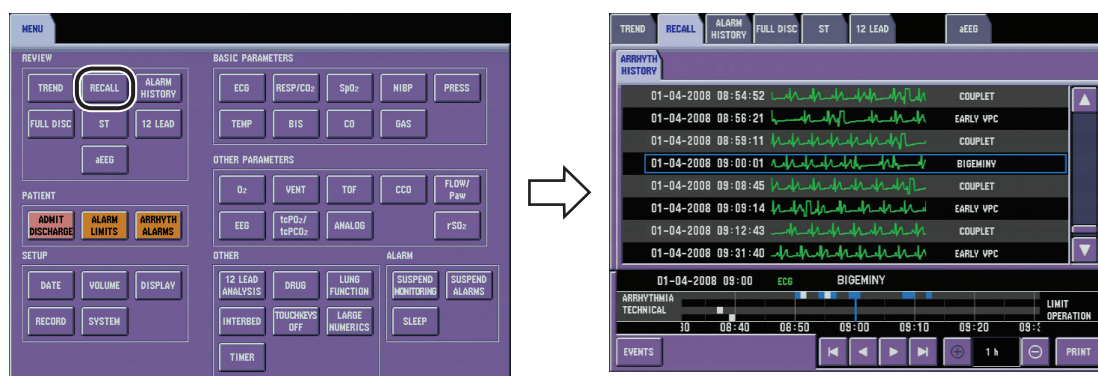 MENU
REVIEW
TREND RECALL ALARM HISTORY
FULL DISC ST 12 LEAD
aEEG
PATIENT
ADMIT DISCHARGE ALARM LIMITS ARRHYTH ALARMS
SETUP
DATE VOLUME DISPLAY
RECORD SYSTEM
BASIC PARAMETERS
ECG RESP/CO2 SpO2 NIBP PRESS
TEMP BIS CO GAS
OTHER PARAMETERS
O2 VENT TOF CCO FLOW/Paw
EEG tcPO2/tcPCO2 ANALOG rSO2
OTHER
12 LEAD ANALYSIS DRUG LUNG FUNCTION
INTERBED TOUCHKEYS OFF LARGE NUMERICS
TIMER
ALARM
SUSPEND MONITORING SUSPEND ALARMS
SLEEP
TREND RECALL ALARM HISTORY FULL DISC ST 12 LEAD aEEG
ARRHYTH HISTORY
01-04-2008 08:54:52 COUPLET
01-04-2008 08:56:21 EARLY VPC
01-04-2008 08:59:11 COUPLET
01-04-2008 09:00:01 BIGEMINY
01-04-2008 09:08:45 COUPLET
01-04-2008 09:09:14 EARLY VPC
01-04-2008 09:12:43 COUPLET
01-04-2008 09:31:40 EARLY VPC
01-04-2008 09:00 ECG BIGEMINY
ARRHYTHMIA
TECHNICAL
LIMIT
OPERATION
30 08:40 08:50 09:00 09:10 09:20 09:
EVENTS 1 h PRINT